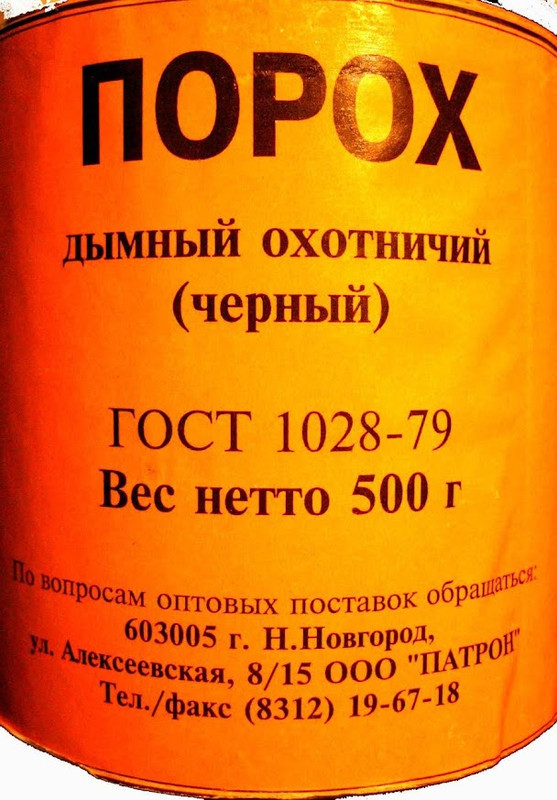 ПОРОХ
дымный охотничий
(черный)
ГОСТ 1028-79
Вес нетто 500 г
По вопросам оптовых поставок обращаться:
603005 г. Н.Новгород,
ул. Алексеевская, 8/15 ООО "ПАТРОН"
Тел./факс (8312) 19-67-18